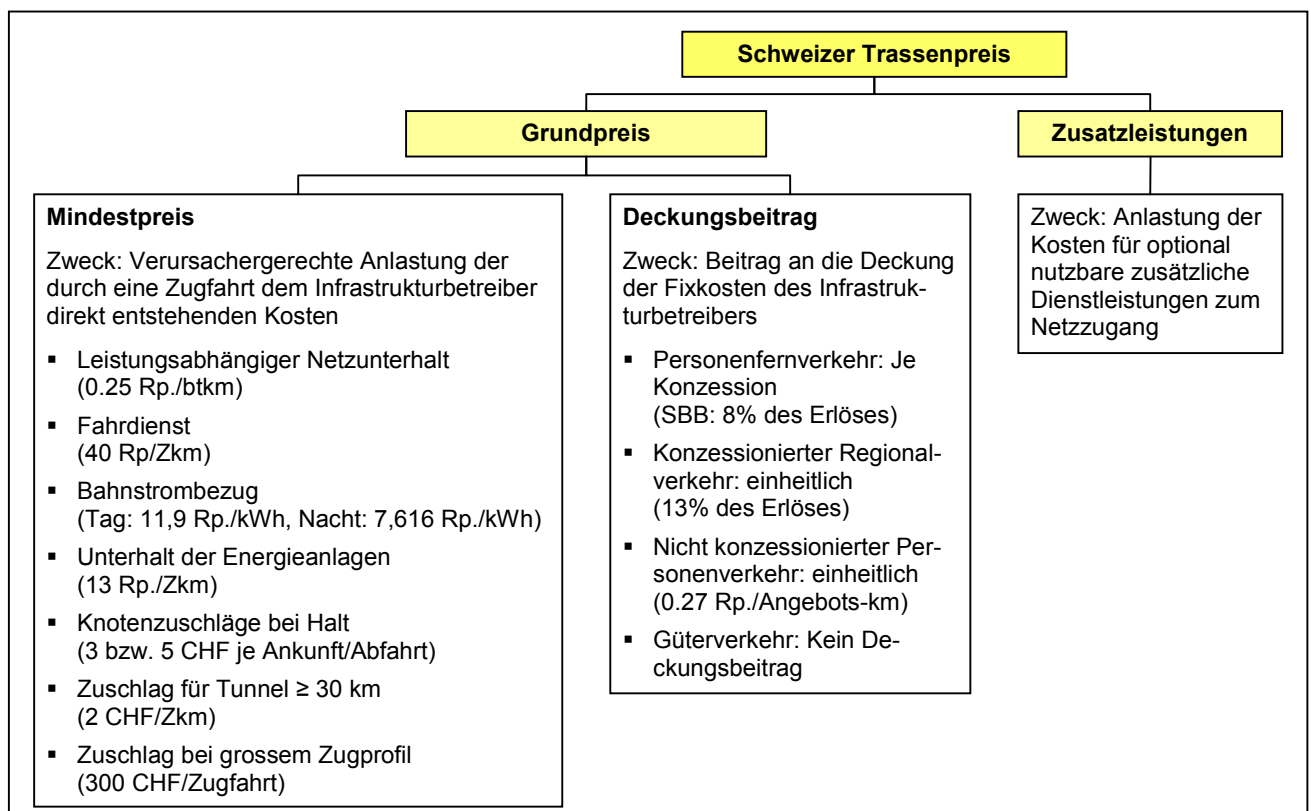 Schweizer Trassenpreis
Grundpreis
Zusatzleistungen
Mindestpreis
Zweck: Verursachergerechte Anlastung der
durch eine Zugfahrt dem Infrastrukturbetreiber
direkt entstehenden Kosten
▪ Leistungsabhängiger Netzunterhalt
(0.25 Rp./btkm)
▪ Fahrdienst
(40 Rp/Zkm)
▪ Bahnstrombezug
(Tag: 11,9 Rp./kWh, Nacht: 7,616 Rp./kWh)
▪ Unterhalt der Energieanlagen
(13 Rp./Zkm)
▪ Knotenzuschläge bei Halt
(3 bzw. 5 CHF je Ankunft/Abfahrt)
▪ Zuschlag für Tunnel ≥ 30 km
(2 CHF/Zkm)
▪ Zuschlag bei grossem Zugprofil
(300 CHF/Zugfahrt)
Deckungsbeitrag
Zweck: Beitrag an die Deckung
der Fixkosten des Infrastruk-
turbetreibers
▪ Personenfernverkehr: Je
Konzession
(SBB: 8% des Erlöses)
▪ Konzessionierter Regional-
verkehr: einheitlich
(13% des Erlöses)
▪ Nicht konzessionierter Per-
sonenverkehr: einheitlich
(0.27 Rp./Angebots-km)
▪ Güterverkehr: Kein De-
ckungsbeitrag
Zweck: Anlastung der
Kosten für optional
nutzbare zusätzliche
Dienstleistungen zum
Netzzugang